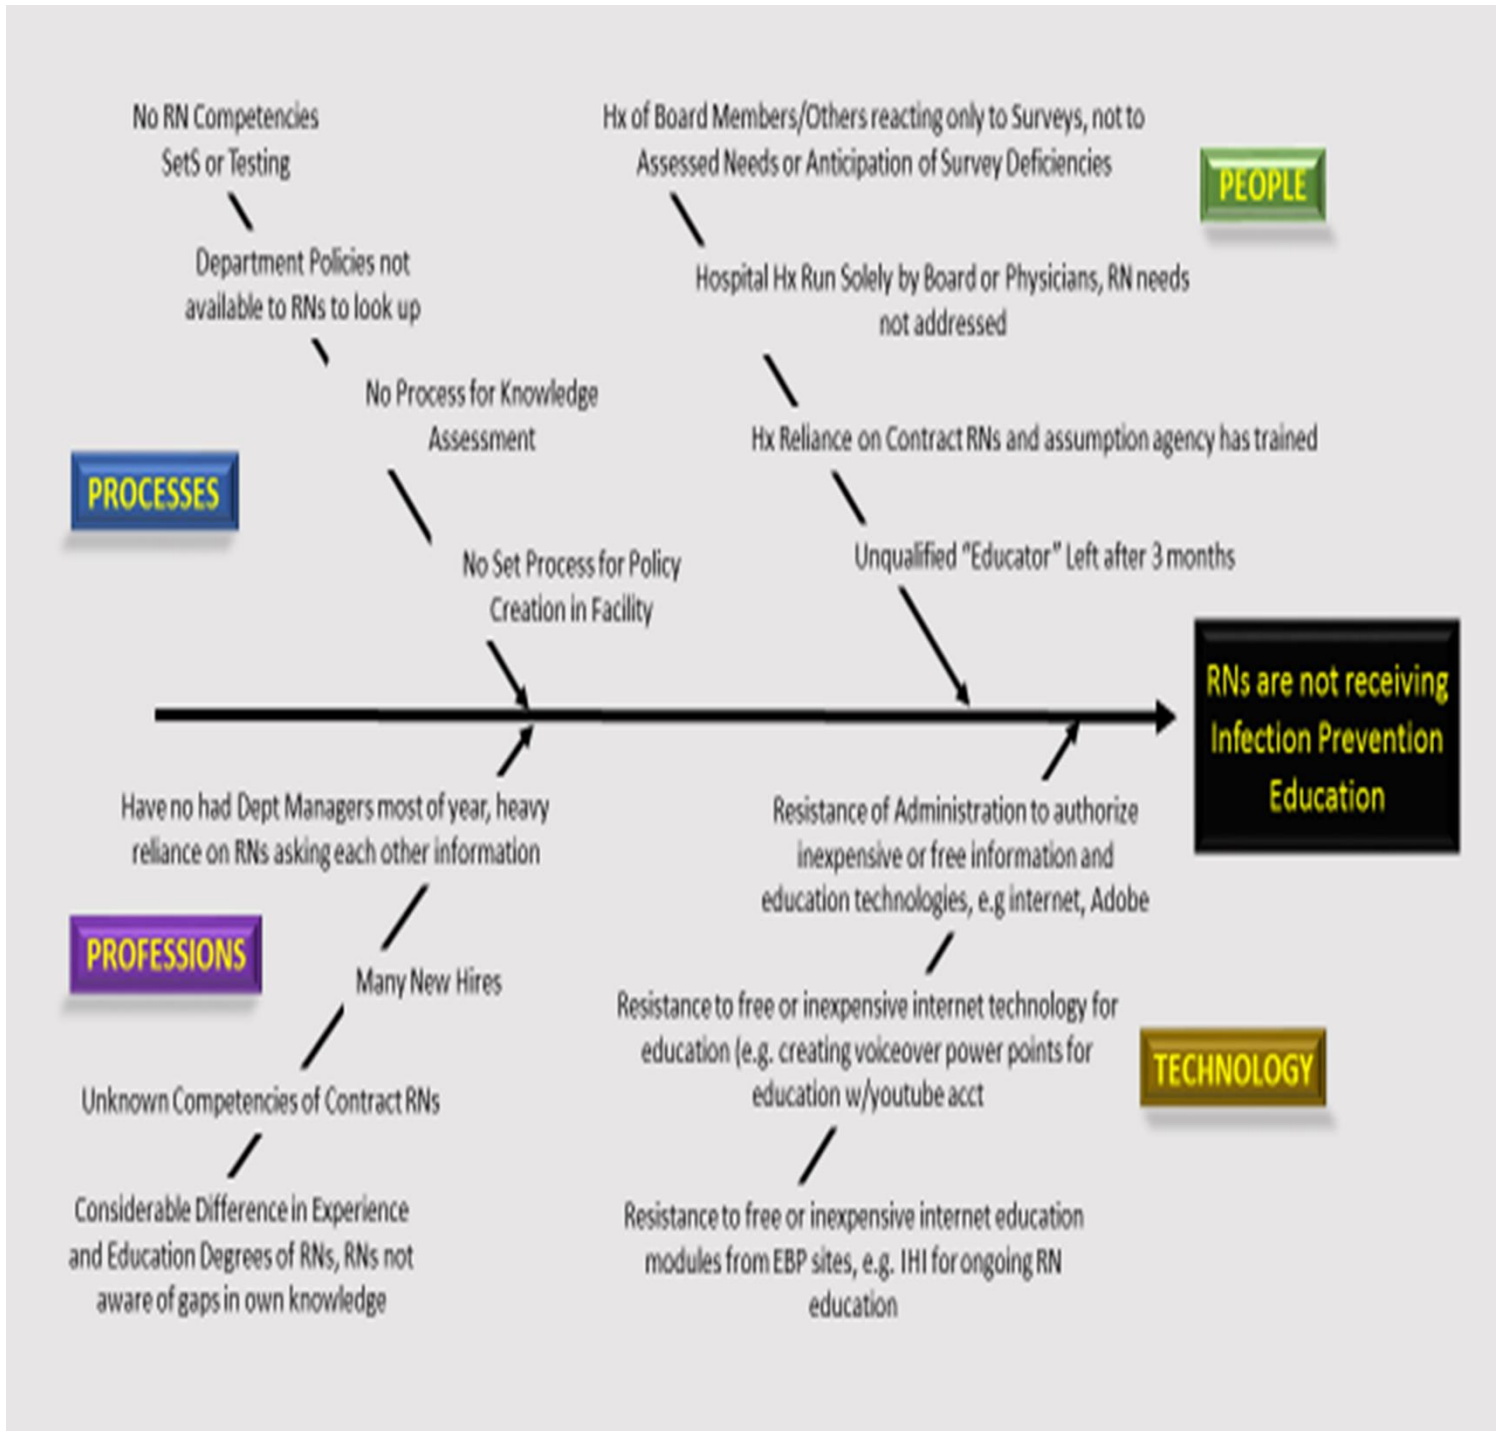 No RN Competencies
SetS or Testing
Department Policies not
available to RNs to look up
No Process for Knowledge
Assessment
PROCESSES
No Set Process for Policy
Creation in Facility
Hx of Board Members/Others reacting only to Surveys, not to
Assessed Needs or Anticipation of Survey Deficiencies
PEOPLE
Hospital Hx Run Solely by Board or Physicians, RN needs
not addressed
Hx Reliance on Contract RNs and assumption agency has trained
Unqualified "Educator" Left after 3 months
RNs are not receiving
Infection Prevention
Education
Have no had Dept Managers most of year, heavy
reliance on RNs asking each other information
PROFESSIONS
Many New Hires
Unknown Competencies of Contract RNs
Considerable Difference in Experience
and Education Degrees of RNs, RNs not
aware of gaps in own knowledge
Resistance of Administration to authorize
inexpensive or free information and
education technologies, e.g internet, Adobe
Resistance to free or inexpensive internet technology for
education (e.g. creating voiceover power points for
education w/youtube acct
TECHNOLOGY
Resistance to free or inexpensive internet education
modules from EBP sites, e.g. IHI for ongoing RN
education